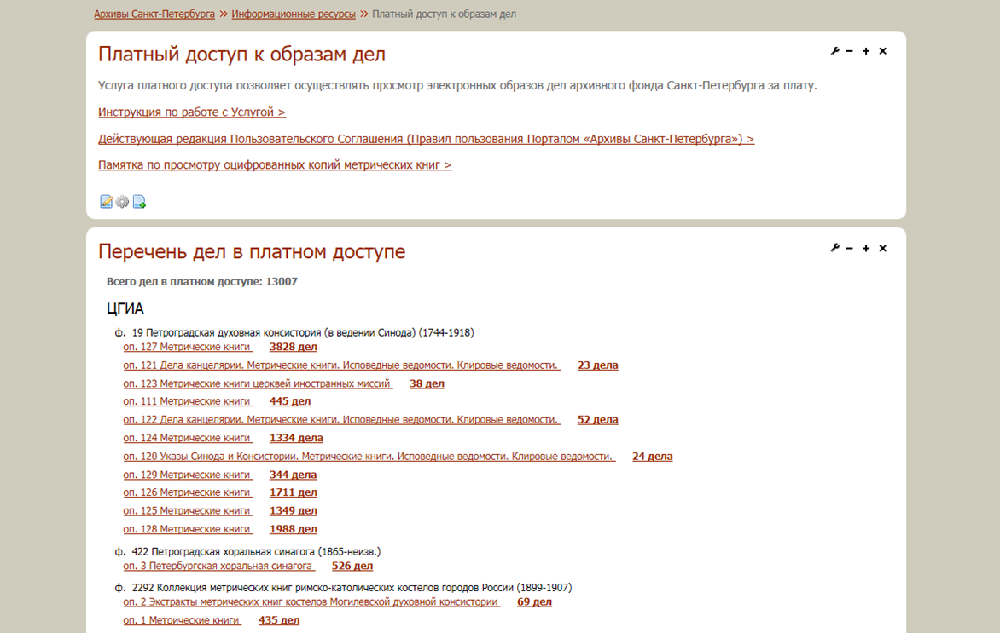 Архивы Санкт-Петербурга >> Информационные ресурсы >> Платный доступ к образам дел
Платный доступ к образам дел
Услуга платного доступа позволяет осуществлять просмотр электронных образов дел архивного фонда Санкт-Петербурга за плату.
Инструкция по работе с Услугой >
Действующая редакция Пользовательского Соглашения (Правил пользования Порталом «Архивы Санкт-Петербурга») >
Памятка по просмотру оцифрованных копий метрических книг >
Перечень дел в платном доступе
Всего дел в платном доступе: 13007
ЦГИА
ф. 19 Петроградская духовная консистория (в ведении Синода) (1744-1918)
оп. 127 Метрические книги 3828 дел
оп. 121 Дела канцелярии. Метрические книги. Исповедные ведомости. Клировые ведомости. 23 дела
оп. 123 Метрические книги церквей иностранных миссий 38 дел
оп. 111 Метрические книги 445 дел
оп. 122 Дела канцелярии. Метрические книги. Исповедные ведомости. Клировые ведомости. 52 дела
оп. 124 Метрические книги 1334 дела
оп. 120 Указы Синода и Консистории. Метрические книги. Исповедные ведомости. Клировые ведомости. 24 дела
оп. 129 Метрические книги 344 дела
оп. 126 Метрические книги 1711 дел
оп. 125 Метрические книги 1349 дел
оп. 128 Метрические книги 1988 дел
ф. 422 Петроградская хоральная синагога (1865-неизв.)
оп. 3 Петербургская хоральная синагога 526 дел
ф. 2292 Коллекция метрических книг римско-католических костелов городов России (1899-1907)
оп. 2 Экстракты метрических книг костелов Могилевской духовной консистории 69 дел
оп. 1 Метрические книги 435 дел